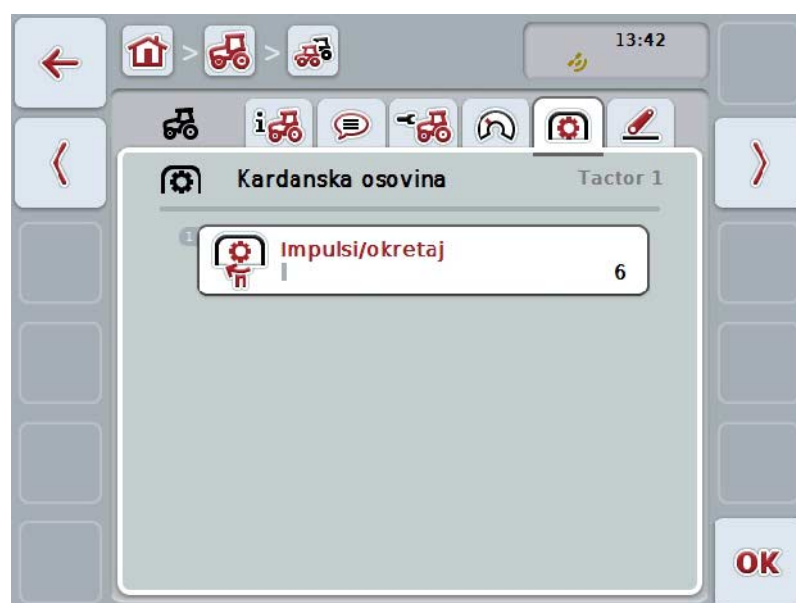 13:42
Kardanska osovina Tactor 1
1
Impulsi/okretaj
6
OK